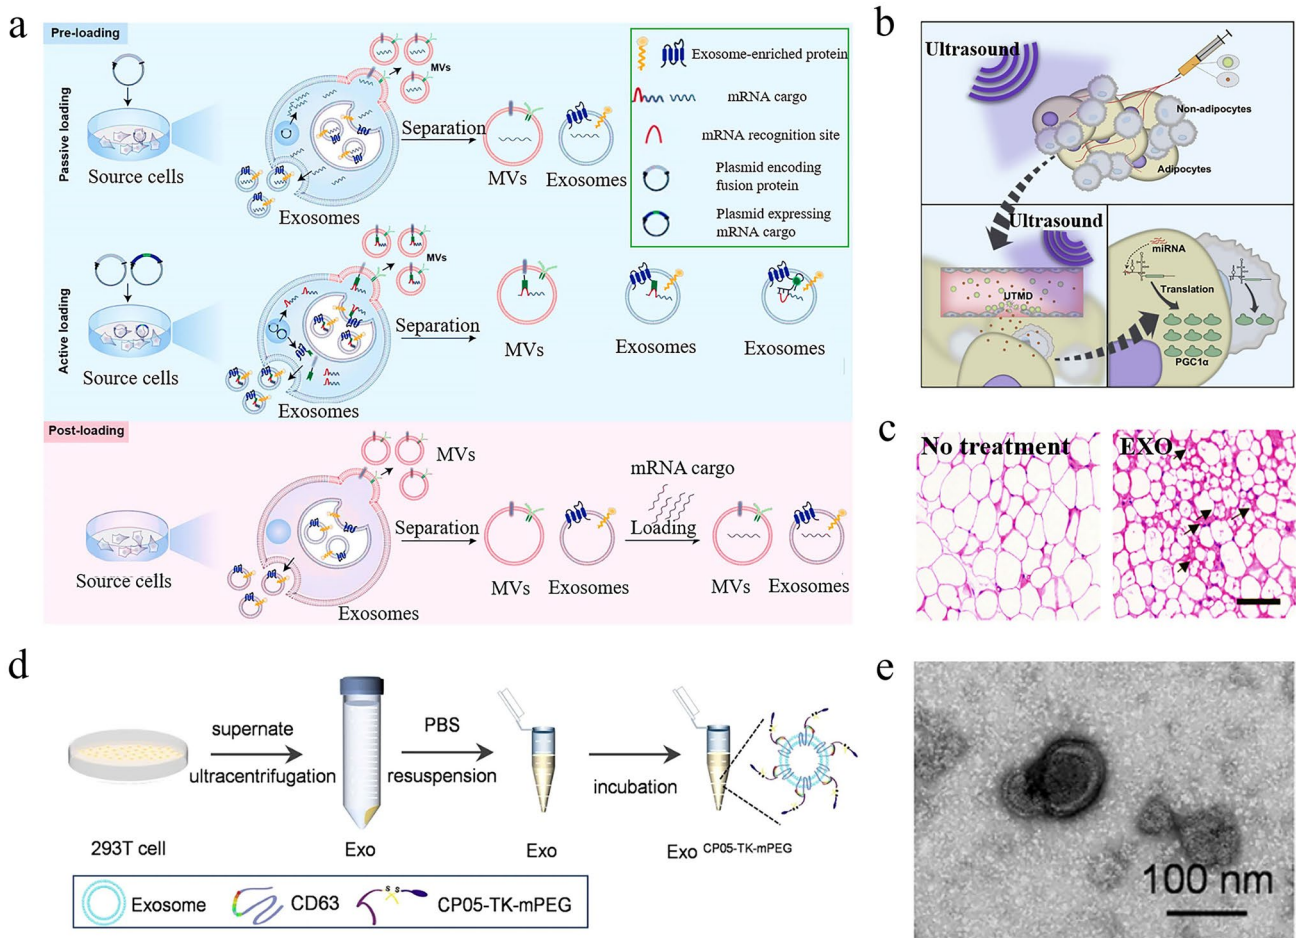 a
Pre-loading
Passive loading
Source cells
MVs
Exosomes
Separation
MVs
Exosomes
Exosome-enriched protein
mRNA cargo
mRNA recognition site
Plasmid encoding
fusion protein
Plasmid expressing
mRNA cargo
Active loading
Source cells
MVs
Exosomes
Separation
MVs
Exosomes
Exosomes
Post-loading
Source cells
MVs
Exosomes
Separation
MVs
Exosomes
mRNA cargo
Loading
MVs
Exosomes
b
Ultrasound
Non-adipocytes
Adipocytes
Ultrasound
UTMD
miRNA
Translation
PGC1α
c
No treatment
EXO
d
293T cell
supernate
ultracentrifugation
Exo
PBS
resuspension
Exo
incubation
Exo CP05-TK-mPEG
Exosome
CD63
S S
CP05-TK-mPEG
e
100 nm